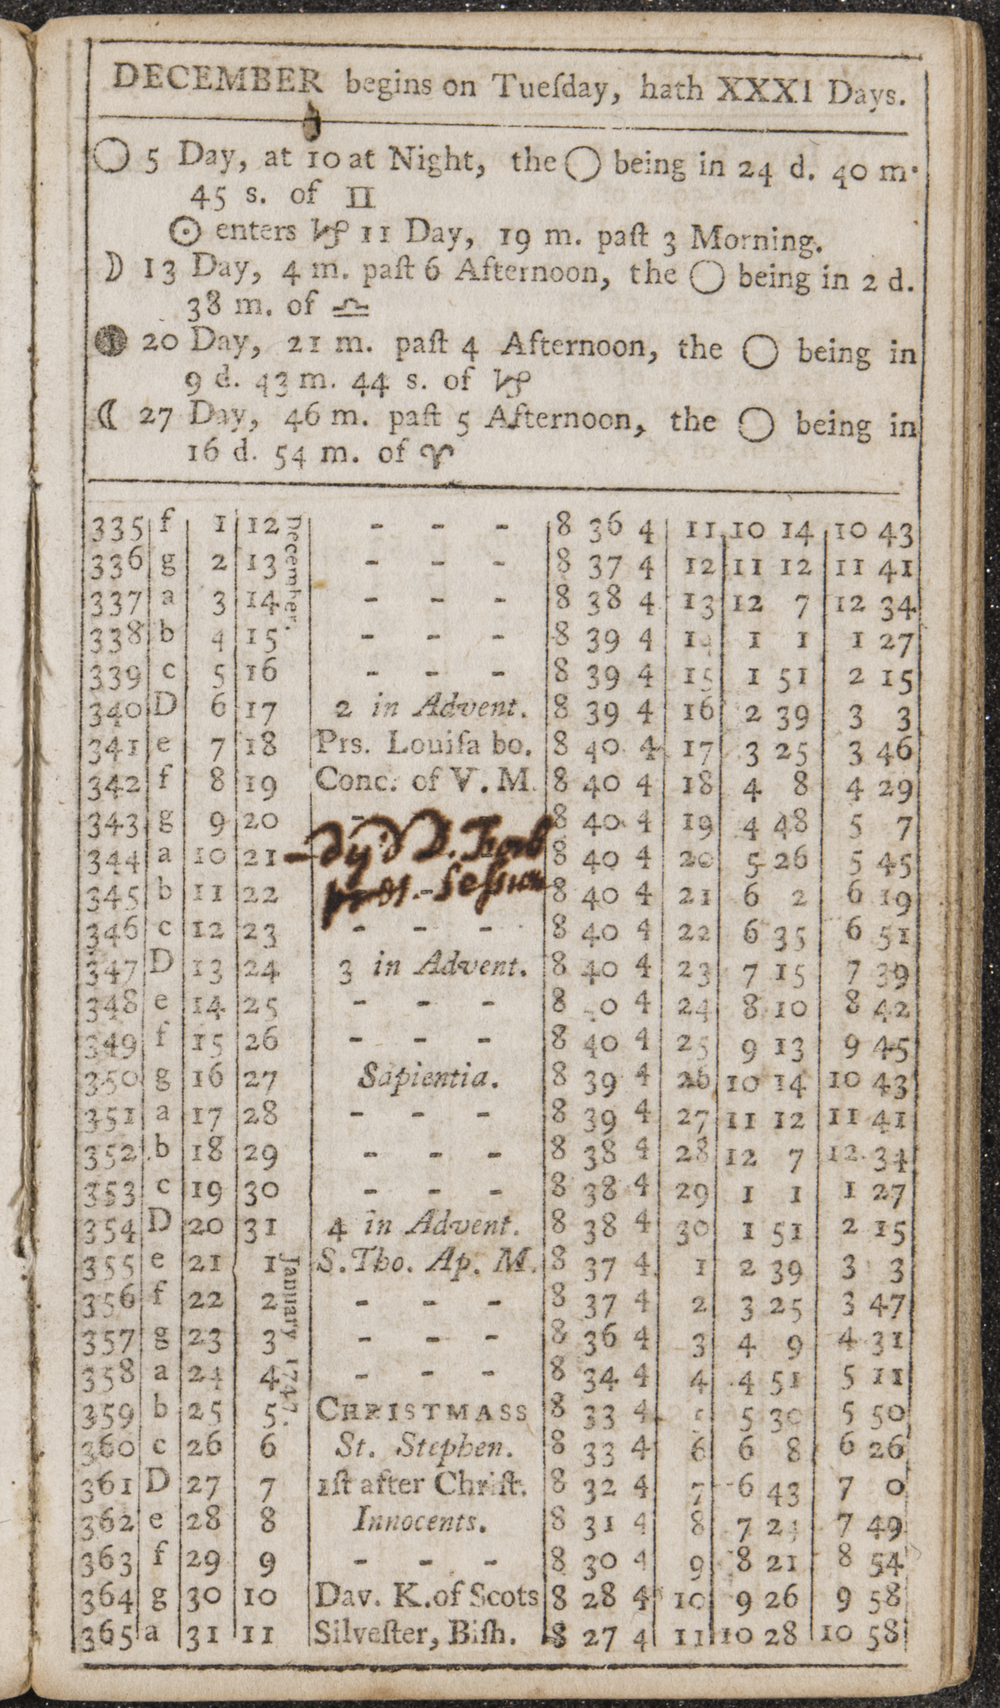 DECEMBER begins on Tueſday, hath XXXI Days.
◯ 5 Day, at 10 at Night, the ◯ being in 24 d. 40 m.
45 s. of ♊
☉ enters ♑ 11 Day, 19 m. paſt 3 Morning.
☽ 13 Day, 4 m. paſt 6 Afternoon, the ◯ being in 2 d.
38 m. of ♎
● 20 Day, 21 m. paſt 4 Afternoon, the ◯ being in
9 d. 43 m. 44 s. of ♑
☾ 27 Day, 46 m. paſt 5 Afternoon, the ◯ being in
16 d. 54 m. of ♈
335 f 1 12 December. - - - 8 36 4 11 10 14 10 43
336 g 2 13 - - - 8 37 4 12 11 12 11 41
337 a 3 14 - - - 8 38 4 13 12 7 12 34
338 b 4 15 - - - 8 39 4 14 1 1 1 27
339 c 5 16 - - - 8 39 4 15 1 51 2 15
340 D 6 17 2 in Advent. 8 39 4 16 2 39 3 3
341 e 7 18 Prs. Louiſa bo. 8 40 4 17 3 25 3 46
342 f 8 19 Conc. of V. M. 8 40 4 18 4 8 4 29
343 g 9 20 - 8 40 4 19 4 48 5 7
344 a 10 21 dy'd D. 8 40 4 20 5 26 5 45
345 b 11 22 8 40 4 21 6 2 6 19
346 c 12 23 - - - 8 40 4 22 6 35 6 51
347 D 13 24 3 in Advent. 8 40 4 23 7 15 7 39
348 e 14 25 - - - 8 0 4 24 8 10 8 42
349 f 15 26 - - - 8 40 4 25 9 13 9 45
350 g 16 27 Sapientia. 8 39 4 26 10 14 10 43
351 a 17 28 - - - 8 39 4 27 11 12 11 41
352 b 18 29 - - - 8 38 4 28 12 7 12 34
353 c 19 30 - - - 8 38 4 29 1 1 1 27
354 D 20 31 4 in Advent. 8 38 4 30 1 51 2 15
355 e 21 1 January 1747. S. Tho. Ap. M. 8 37 4 1 2 39 3 3
356 f 22 2 - - - 8 37 4 2 3 25 3 47
357 g 23 3 - - - 8 36 4 3 4 9 4 31
358 a 24 4 - - - 8 34 4 4 4 51 5 11
359 b 25 5 CHRISTMASS 8 33 4 5 5 30 5 50
360 c 26 6 St. Stephen. 8 33 4 6 6 8 6 26
361 D 27 7 1ſt after Chriſt. 8 32 4 7 6 43 7 0
362 e 28 8 Innocents. 8 31 4 8 7 24 7 49
363 f 29 9 - - - 8 30 4 9 8 21 8 54
364 g 30 10 Dav. K. of Scots 8 28 4 10 9 26 9 58
365 a 31 11 Silveſter, Biſh. 8 27 4 11 10 28 10 58